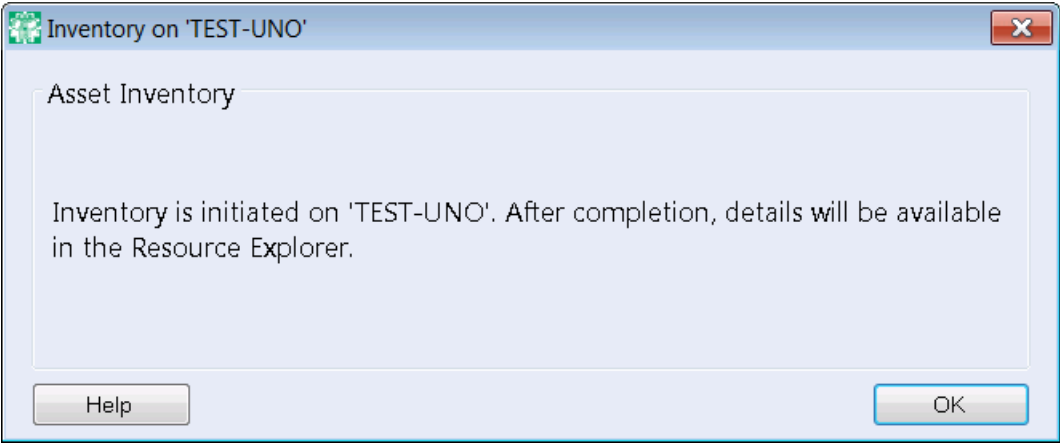 Inventory on 'TEST-UNO'
Asset Inventory
Inventory is initiated on 'TEST-UNO'. After completion, details will be available
in the Resource Explorer.
Help
OK